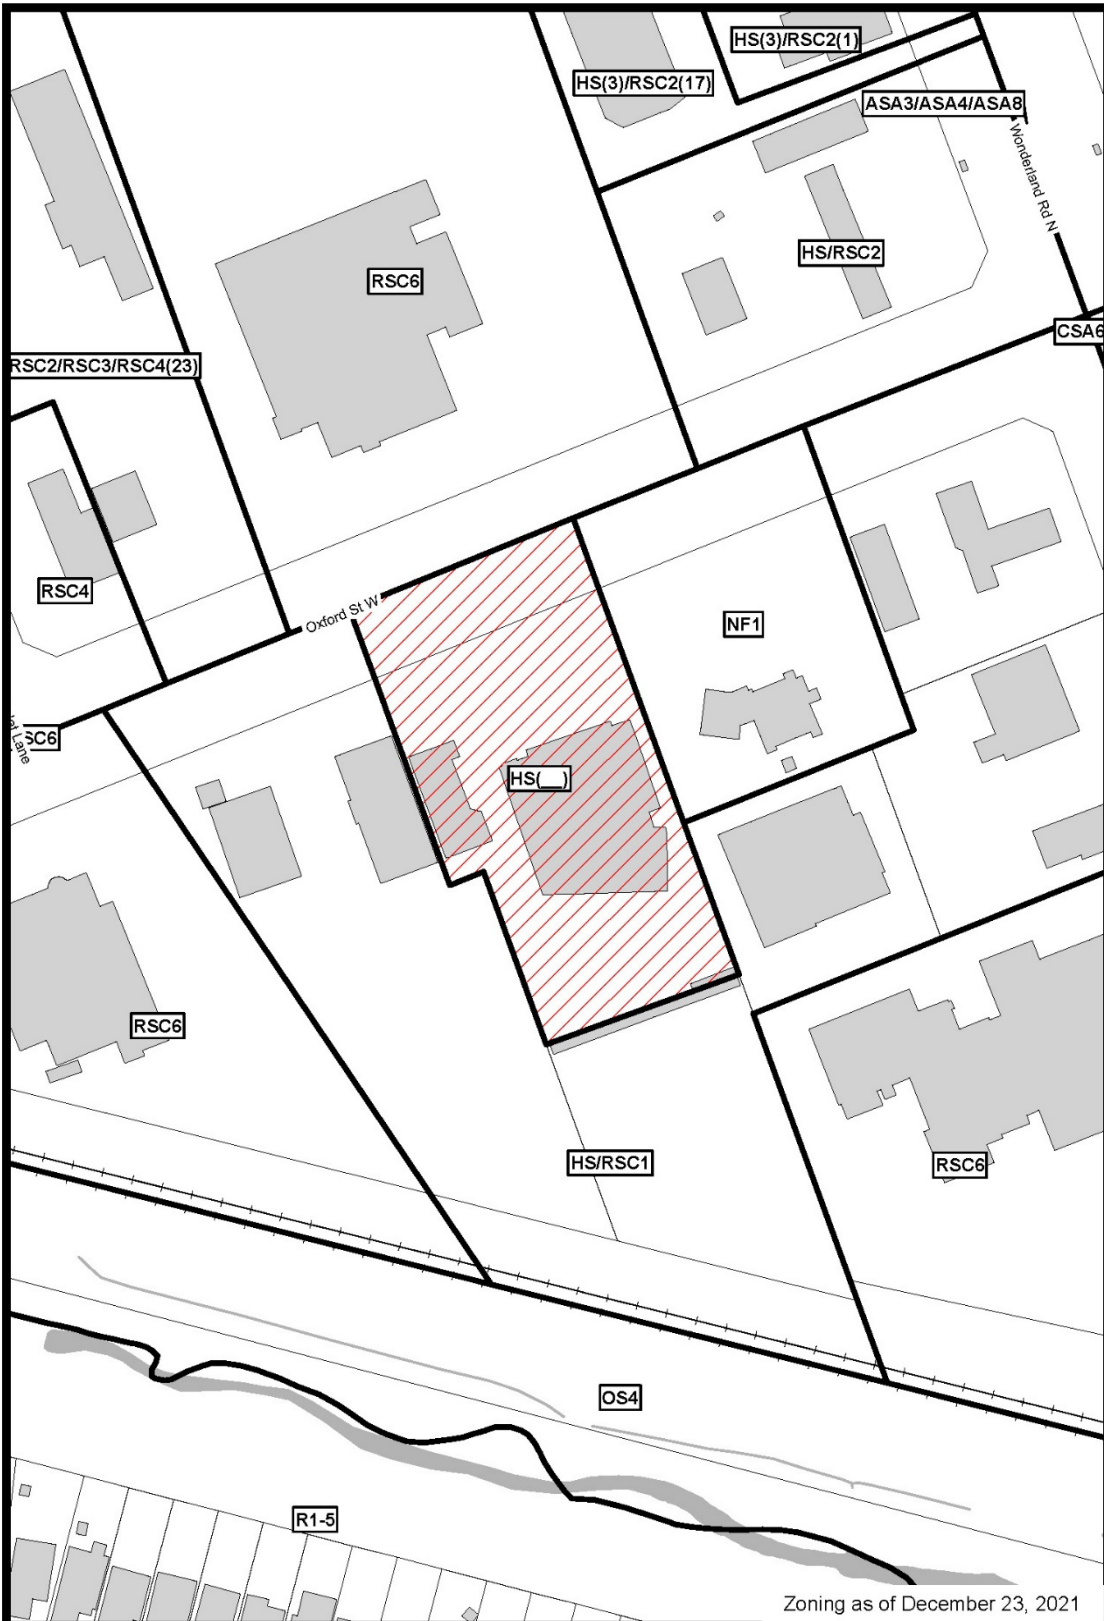 HS(3)/RSC2(1)
HS(3)/RSC2(17)
ASA3/ASA4/ASA8
Wonderland Rd N
HS/RSC2
RSC6
CSA6
RSC2/RSC3/RSC4(23)
RSC4
Oxford St W
NF1
SC6
Lane
HS(__)
RSC6
HS/RSC1
RSC6
OS4
R1-5
Zoning as of December 23, 2021